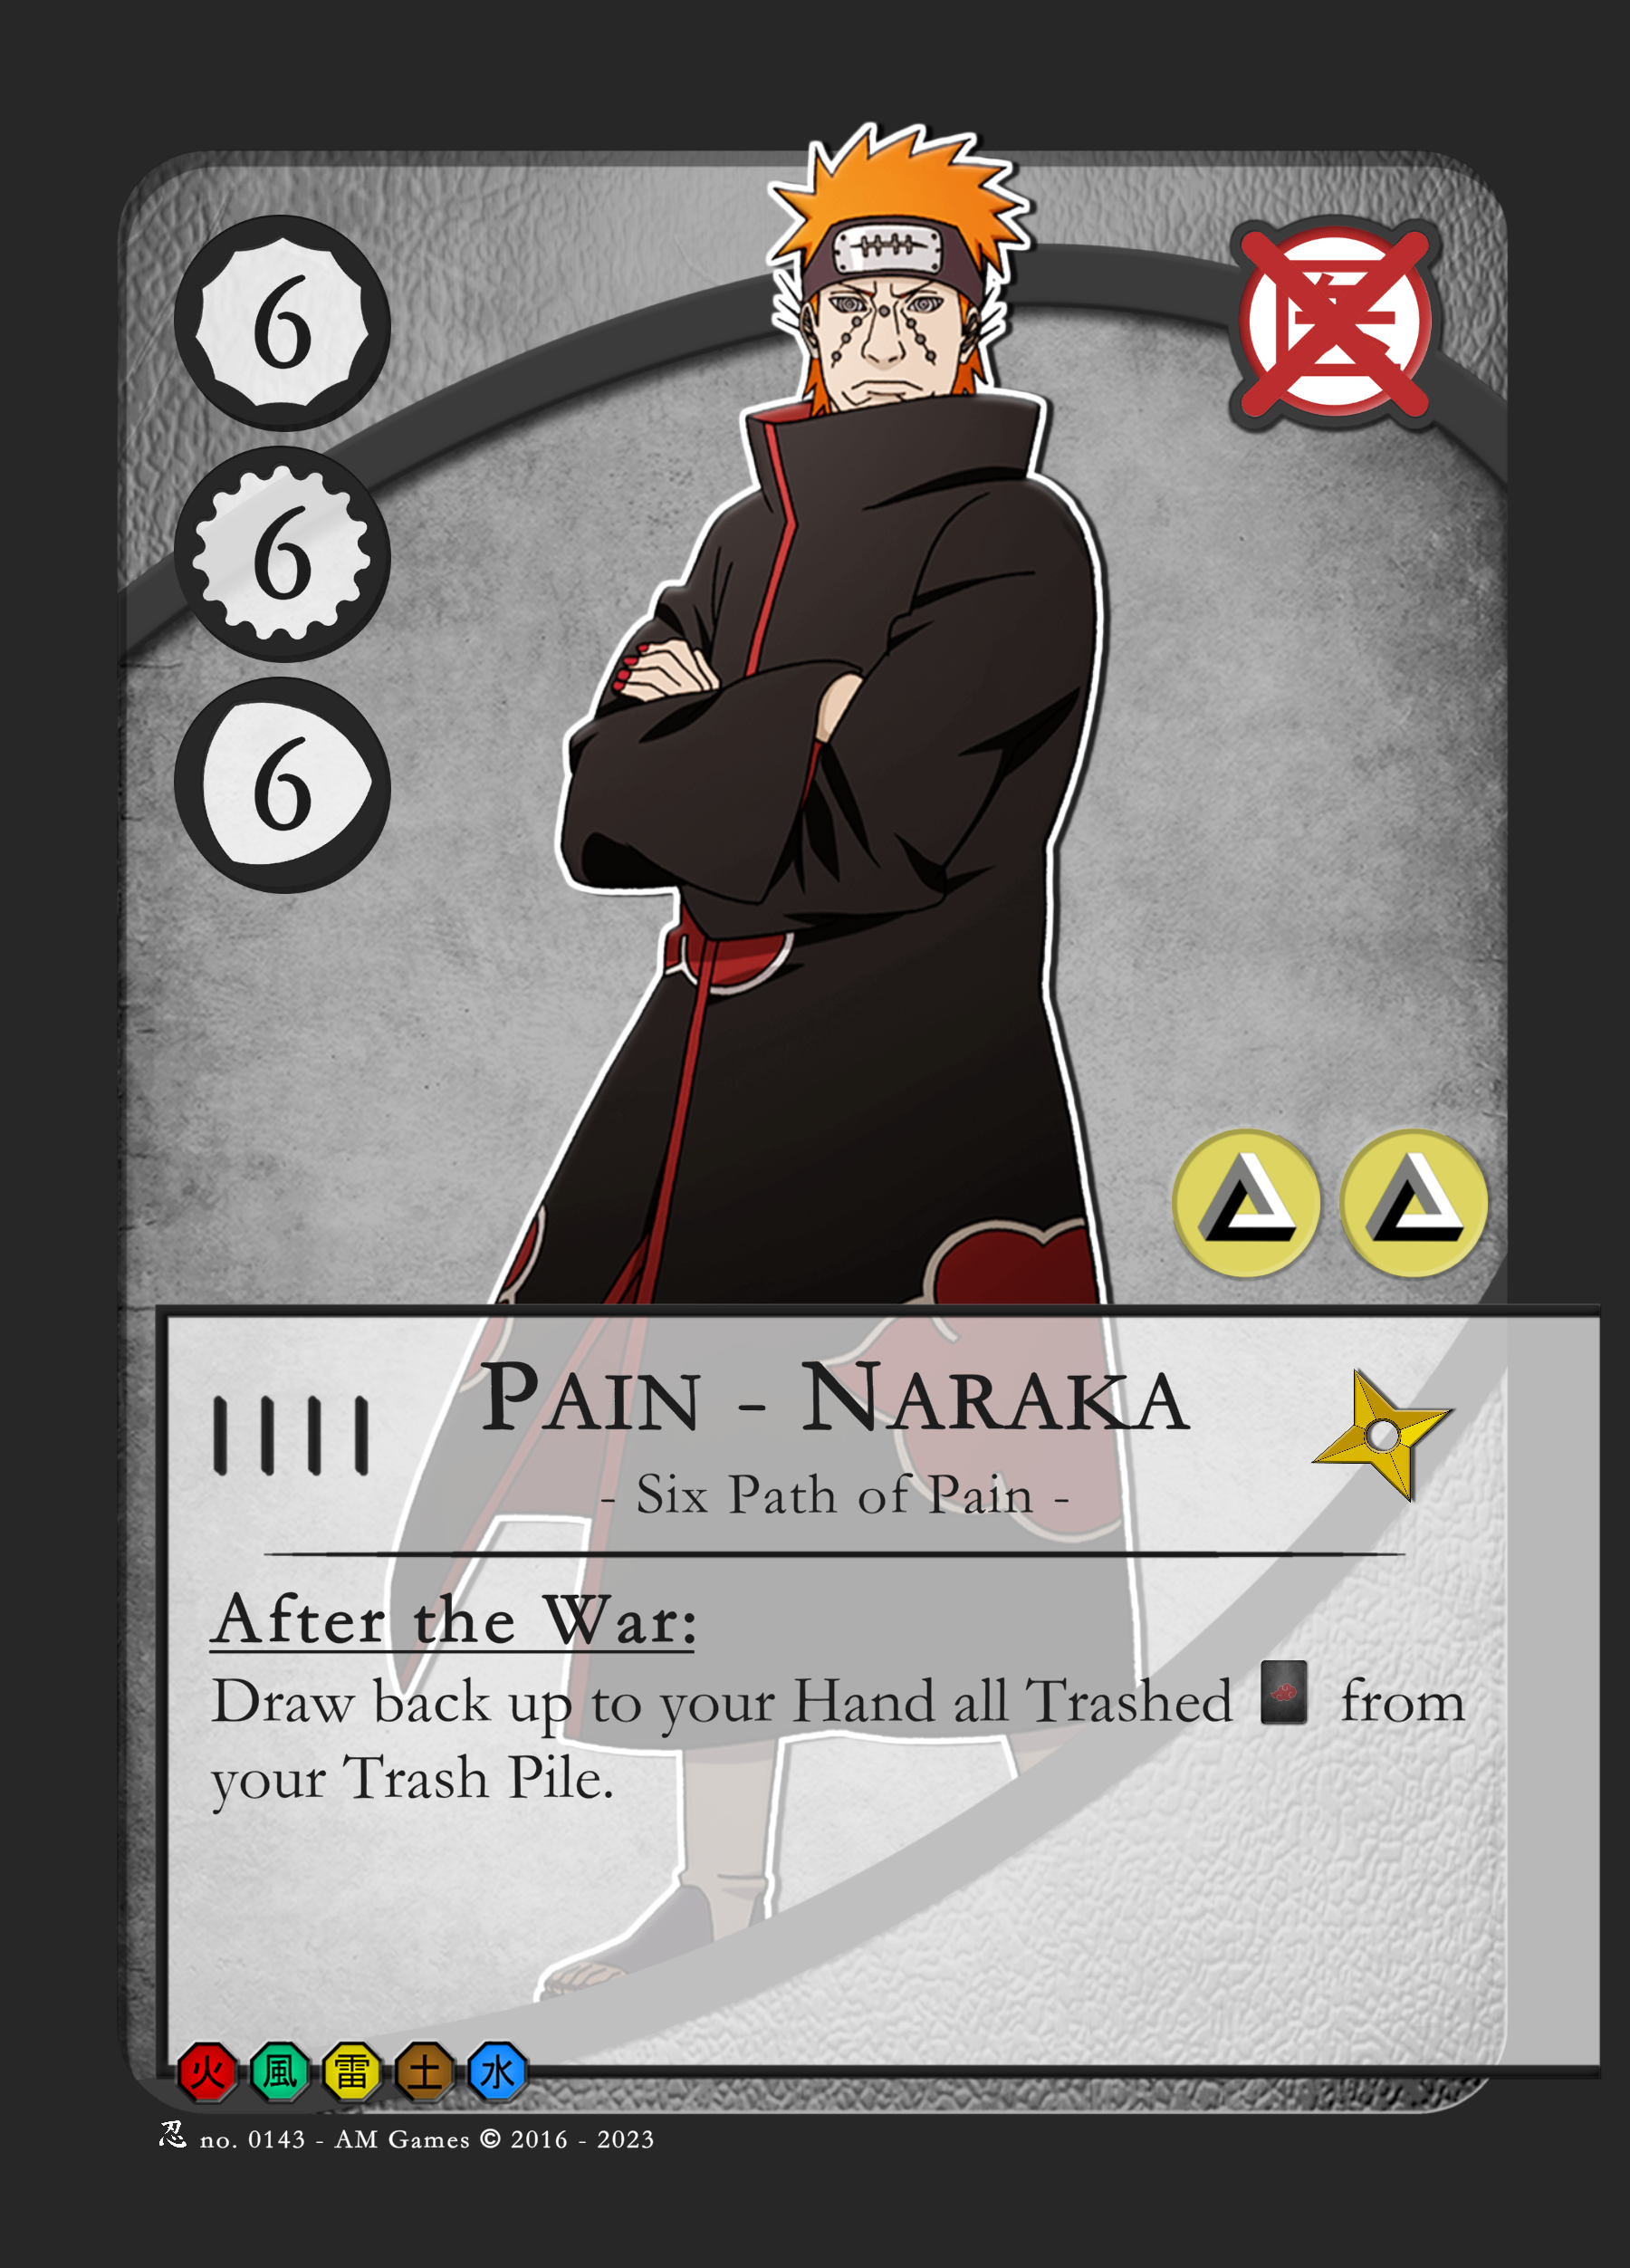 6
6
6
医
Pain - Naraka
- Six Path of Pain -
After the War:
Draw back up to your Hand all Trashed from
your Trash Pile.
火 風 雷 土 水
忍 no. 0143 - AM Games © 2016 - 2023